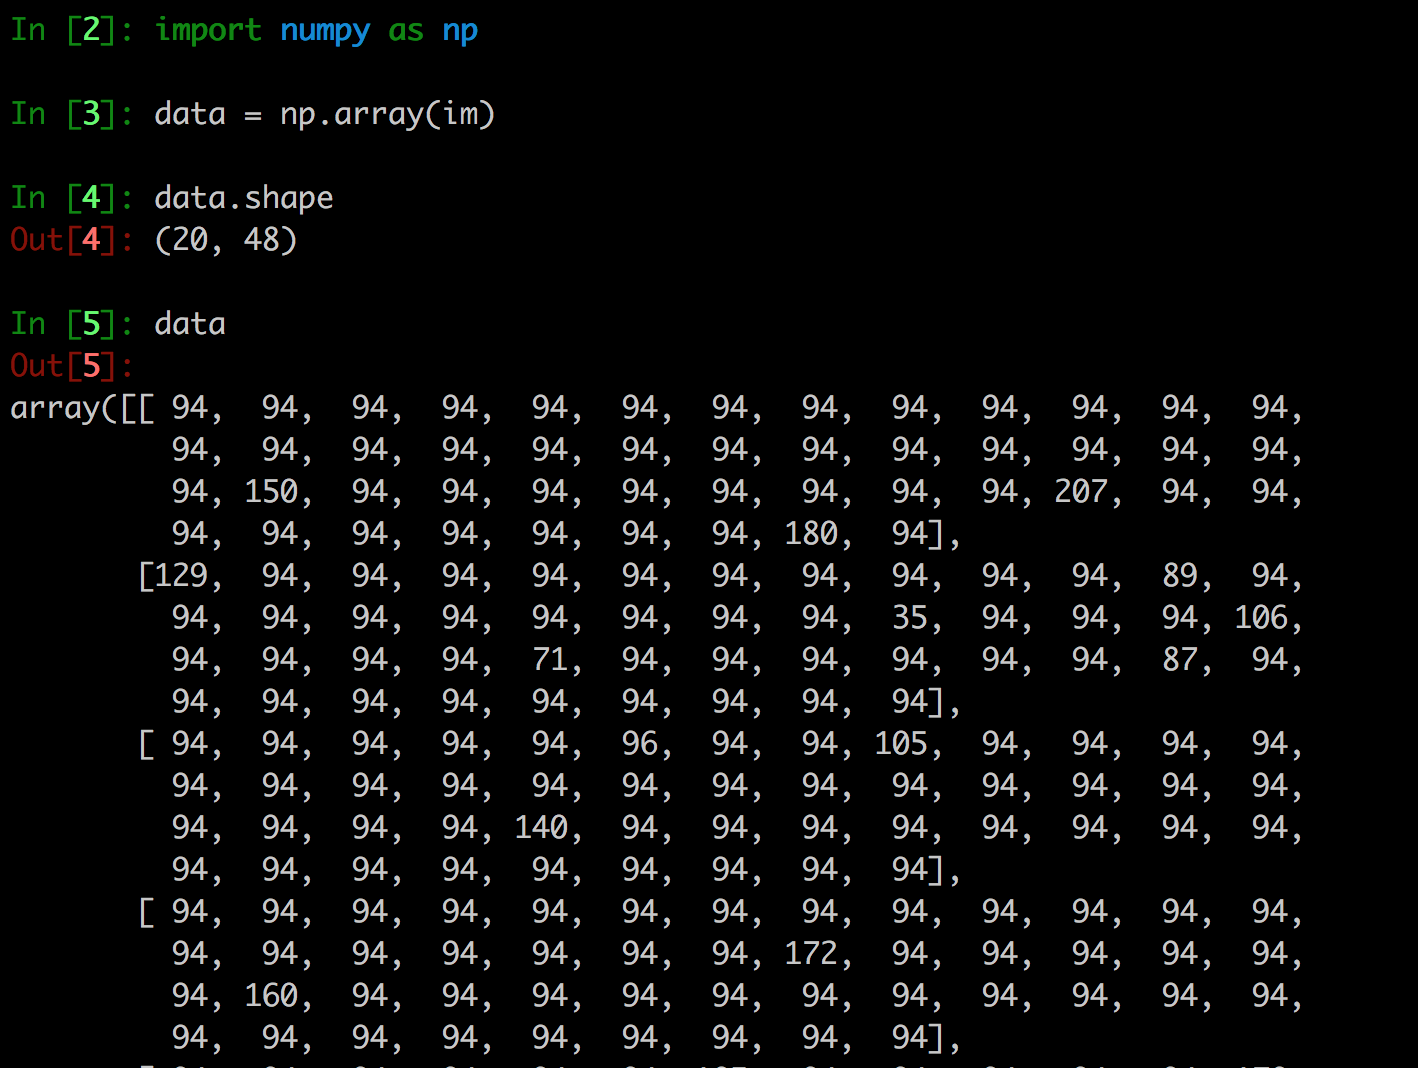 In [2]: import numpy as np
In [3]: data = np.array(im)
In [4]: data.shape
Out[4]: (20, 48)
In [5]: data
Out[5]:
array([[ 94,  94,  94,  94,  94,  94,  94,  94,  94,  94,  94,  94,  94,
94,  94,  94,  94,  94,  94,  94,  94,  94,  94,  94,  94,  94,
94, 150,  94,  94,  94,  94,  94,  94,  94,  94, 207,  94,  94,
94,  94,  94,  94,  94,  94,  94, 180,  94],
[129,  94,  94,  94,  94,  94,  94,  94,  94,  94,  94,  89,  94,
94,  94,  94,  94,  94,  94,  94,  94,  35,  94,  94,  94, 106,
94,  94,  94,  94,  71,  94,  94,  94,  94,  94,  94,  87,  94,
94,  94,  94,  94,  94,  94,  94,  94,  94],
[ 94,  94,  94,  94,  94,  96,  94,  94, 105,  94,  94,  94,  94,
94,  94,  94,  94,  94,  94,  94,  94,  94,  94,  94,  94,  94,
94,  94,  94,  94, 140,  94,  94,  94,  94,  94,  94,  94,  94,
94,  94,  94,  94,  94,  94,  94,  94,  94],
[ 94,  94,  94,  94,  94,  94,  94,  94,  94,  94,  94,  94,  94,
94,  94,  94,  94,  94,  94,  94, 172,  94,  94,  94,  94,  94,
94, 160,  94,  94,  94,  94,  94,  94,  94,  94,  94,  94,  94,
94,  94,  94,  94,  94,  94,  94,  94,  94],